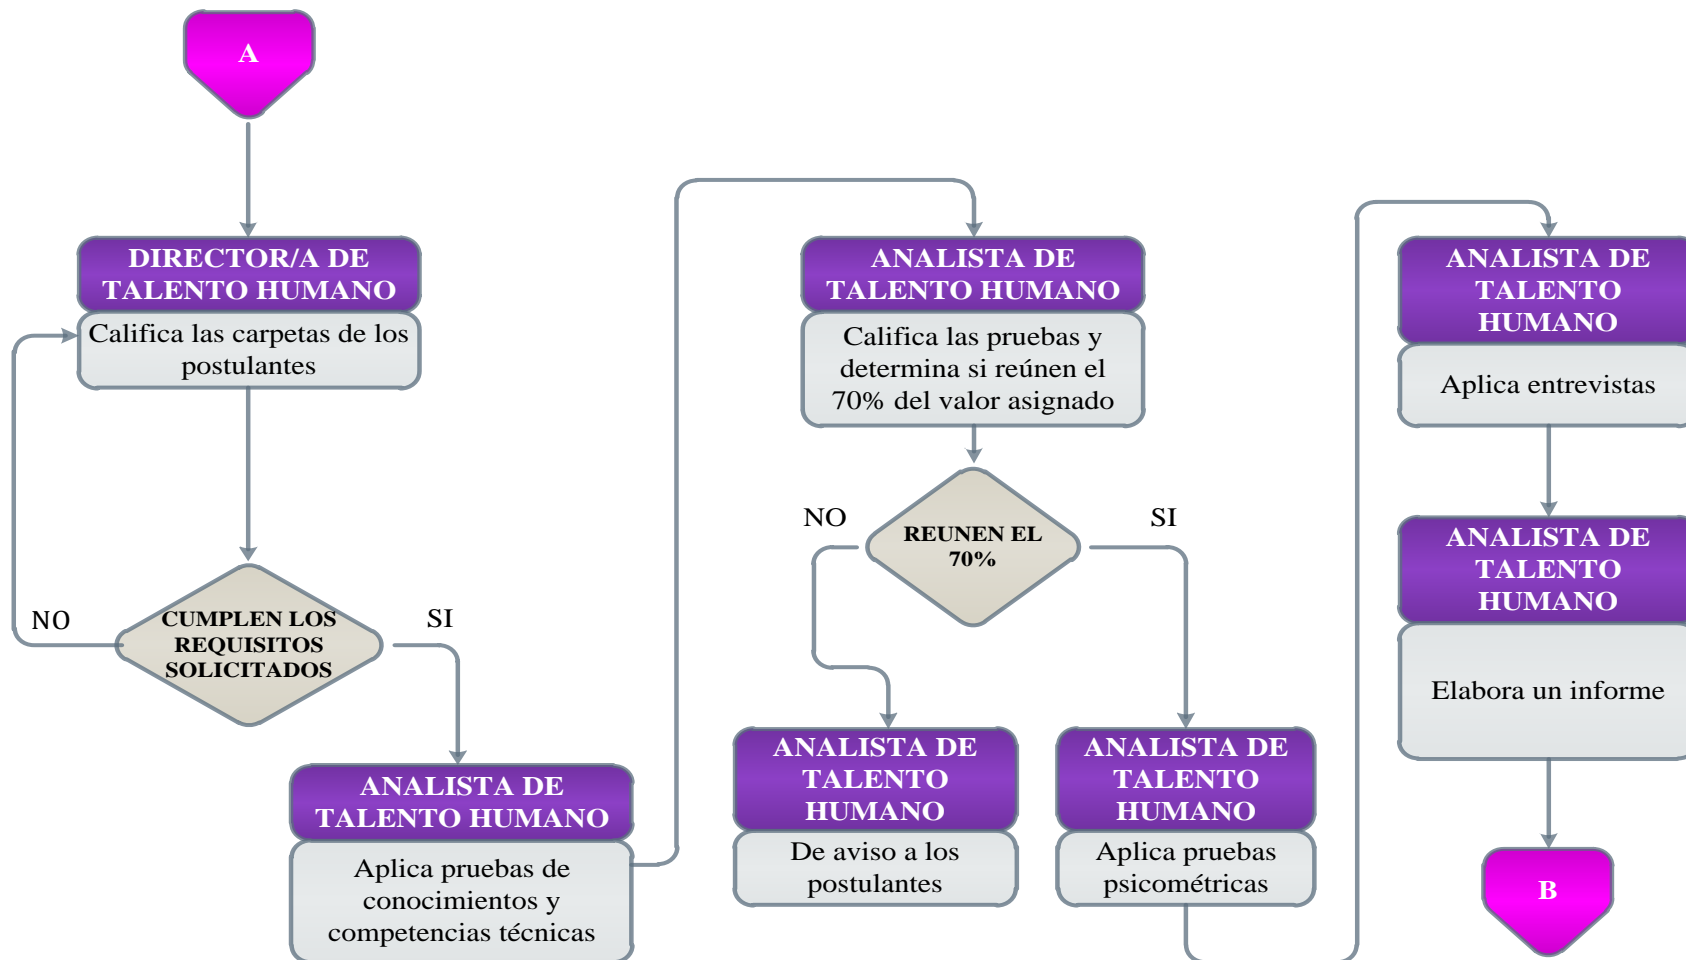 A
DIRECTOR/A DE
TALENTO HUMANO
Califica las carpetas de los
postulantes
CUMPLEN LOS
REQUISITOS
SOLICITADOS
NO
SI
ANALISTA DE
TALENTO HUMANO
Aplica pruebas de
conocimientos y
competencias técnicas
ANALISTA DE
TALENTO HUMANO
Califica las pruebas y
determina si reúnen el
70% del valor asignado
REUNEN EL
70%
NO
SI
ANALISTA DE
TALENTO
HUMANO
De aviso a los
postulantes
ANALISTA DE
TALENTO
HUMANO
Aplica pruebas
psicométricas
ANALISTA DE
TALENTO
HUMANO
Aplica entrevistas
ANALISTA DE
TALENTO
HUMANO
Elabora un informe
B